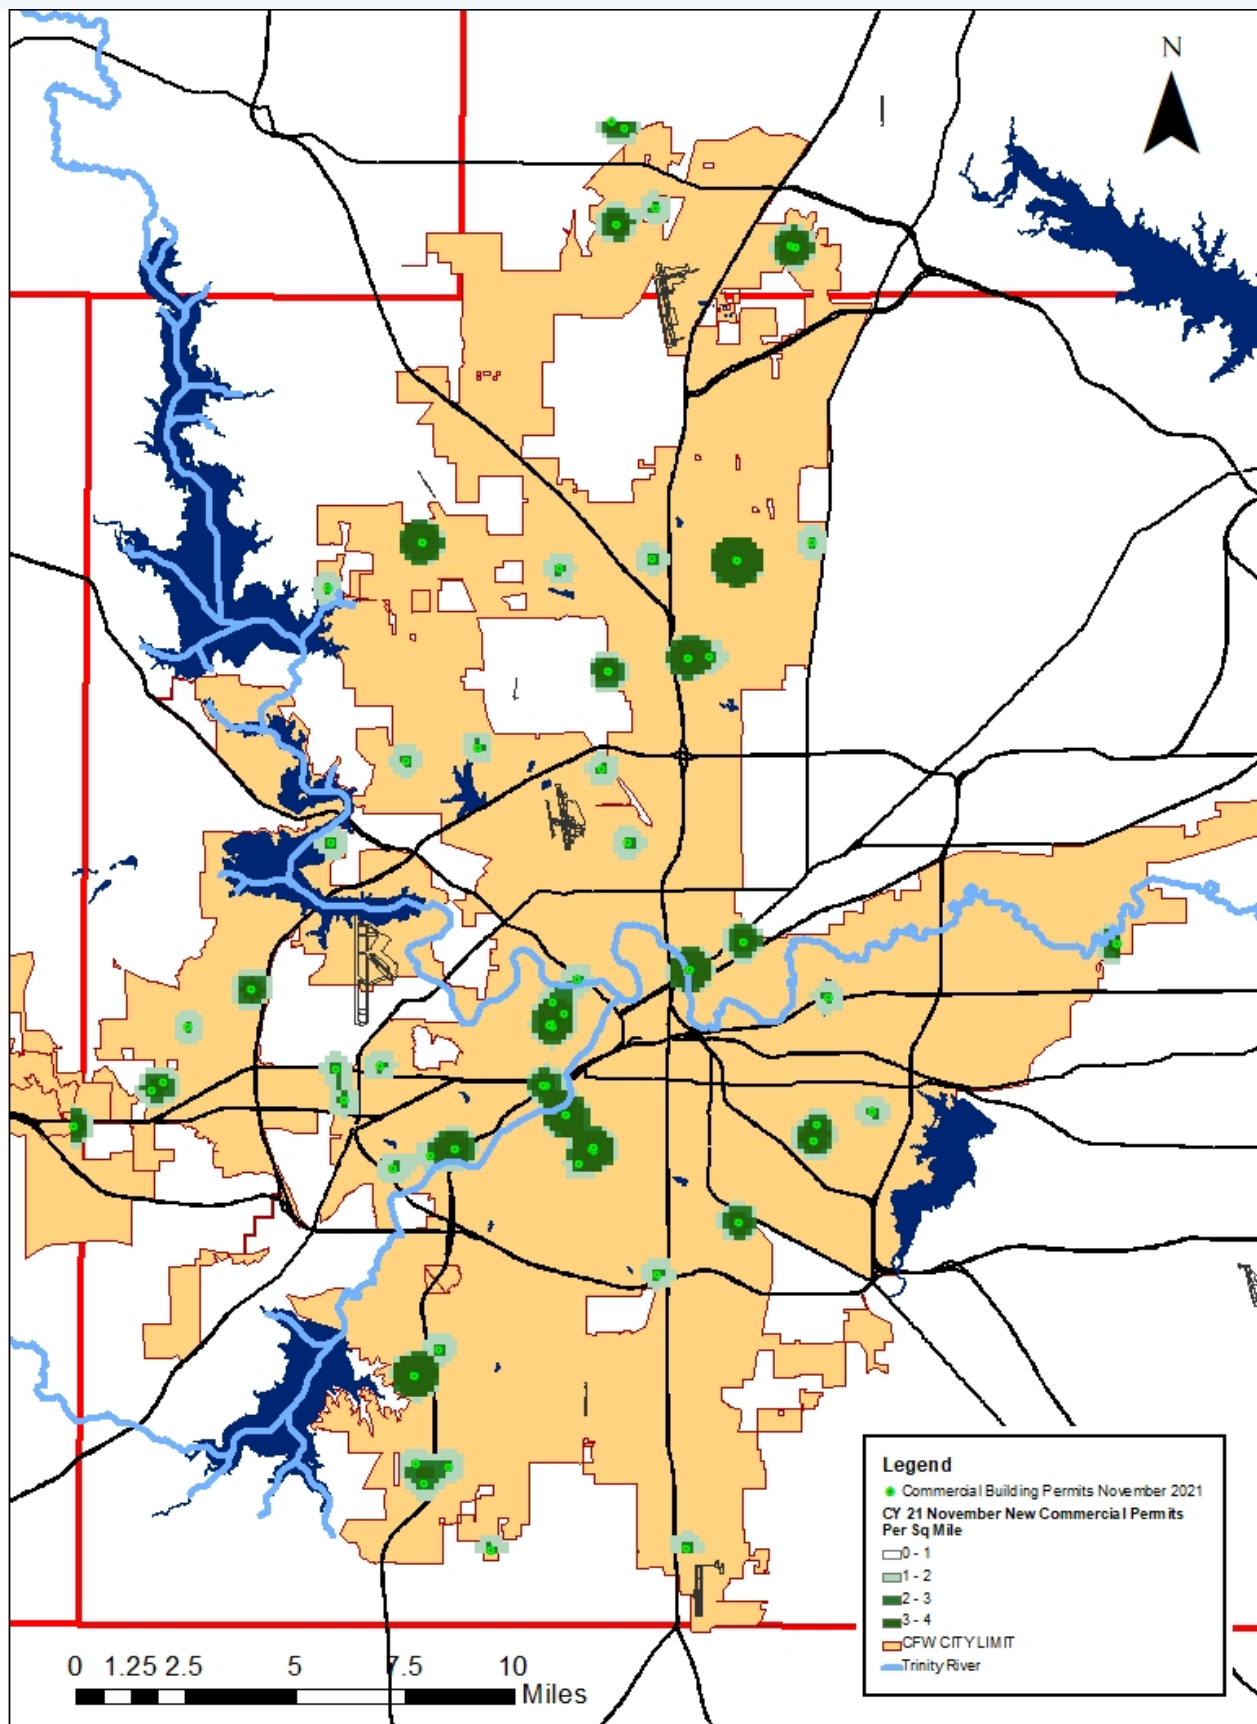 N
Legend
Commercial Building Permits November 2021
CY 21 November New Commercial Permits
Per Sq Mile
0 - 1
1 - 2
2 - 3
3 - 4
CFW CITY LIMIT
Trinity River
0 1.25 2.5 5 7.5 10
Miles